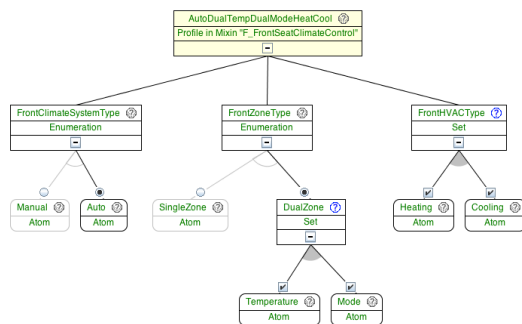 AutoDualTempDualModeHeatCool ?
Profile in Mixin "F_FrontSeatClimateControl"
FrontClimateSystemType ?
Enumeration
FrontZoneType ?
Enumeration
FrontHVACType ?
Set
Manual ?
Atom
Auto ?
Atom
SingleZone ?
Atom
DualZone ?
Set
Heating ?
Atom
Cooling ?
Atom
Temperature ?
Atom
Mode ?
Atom